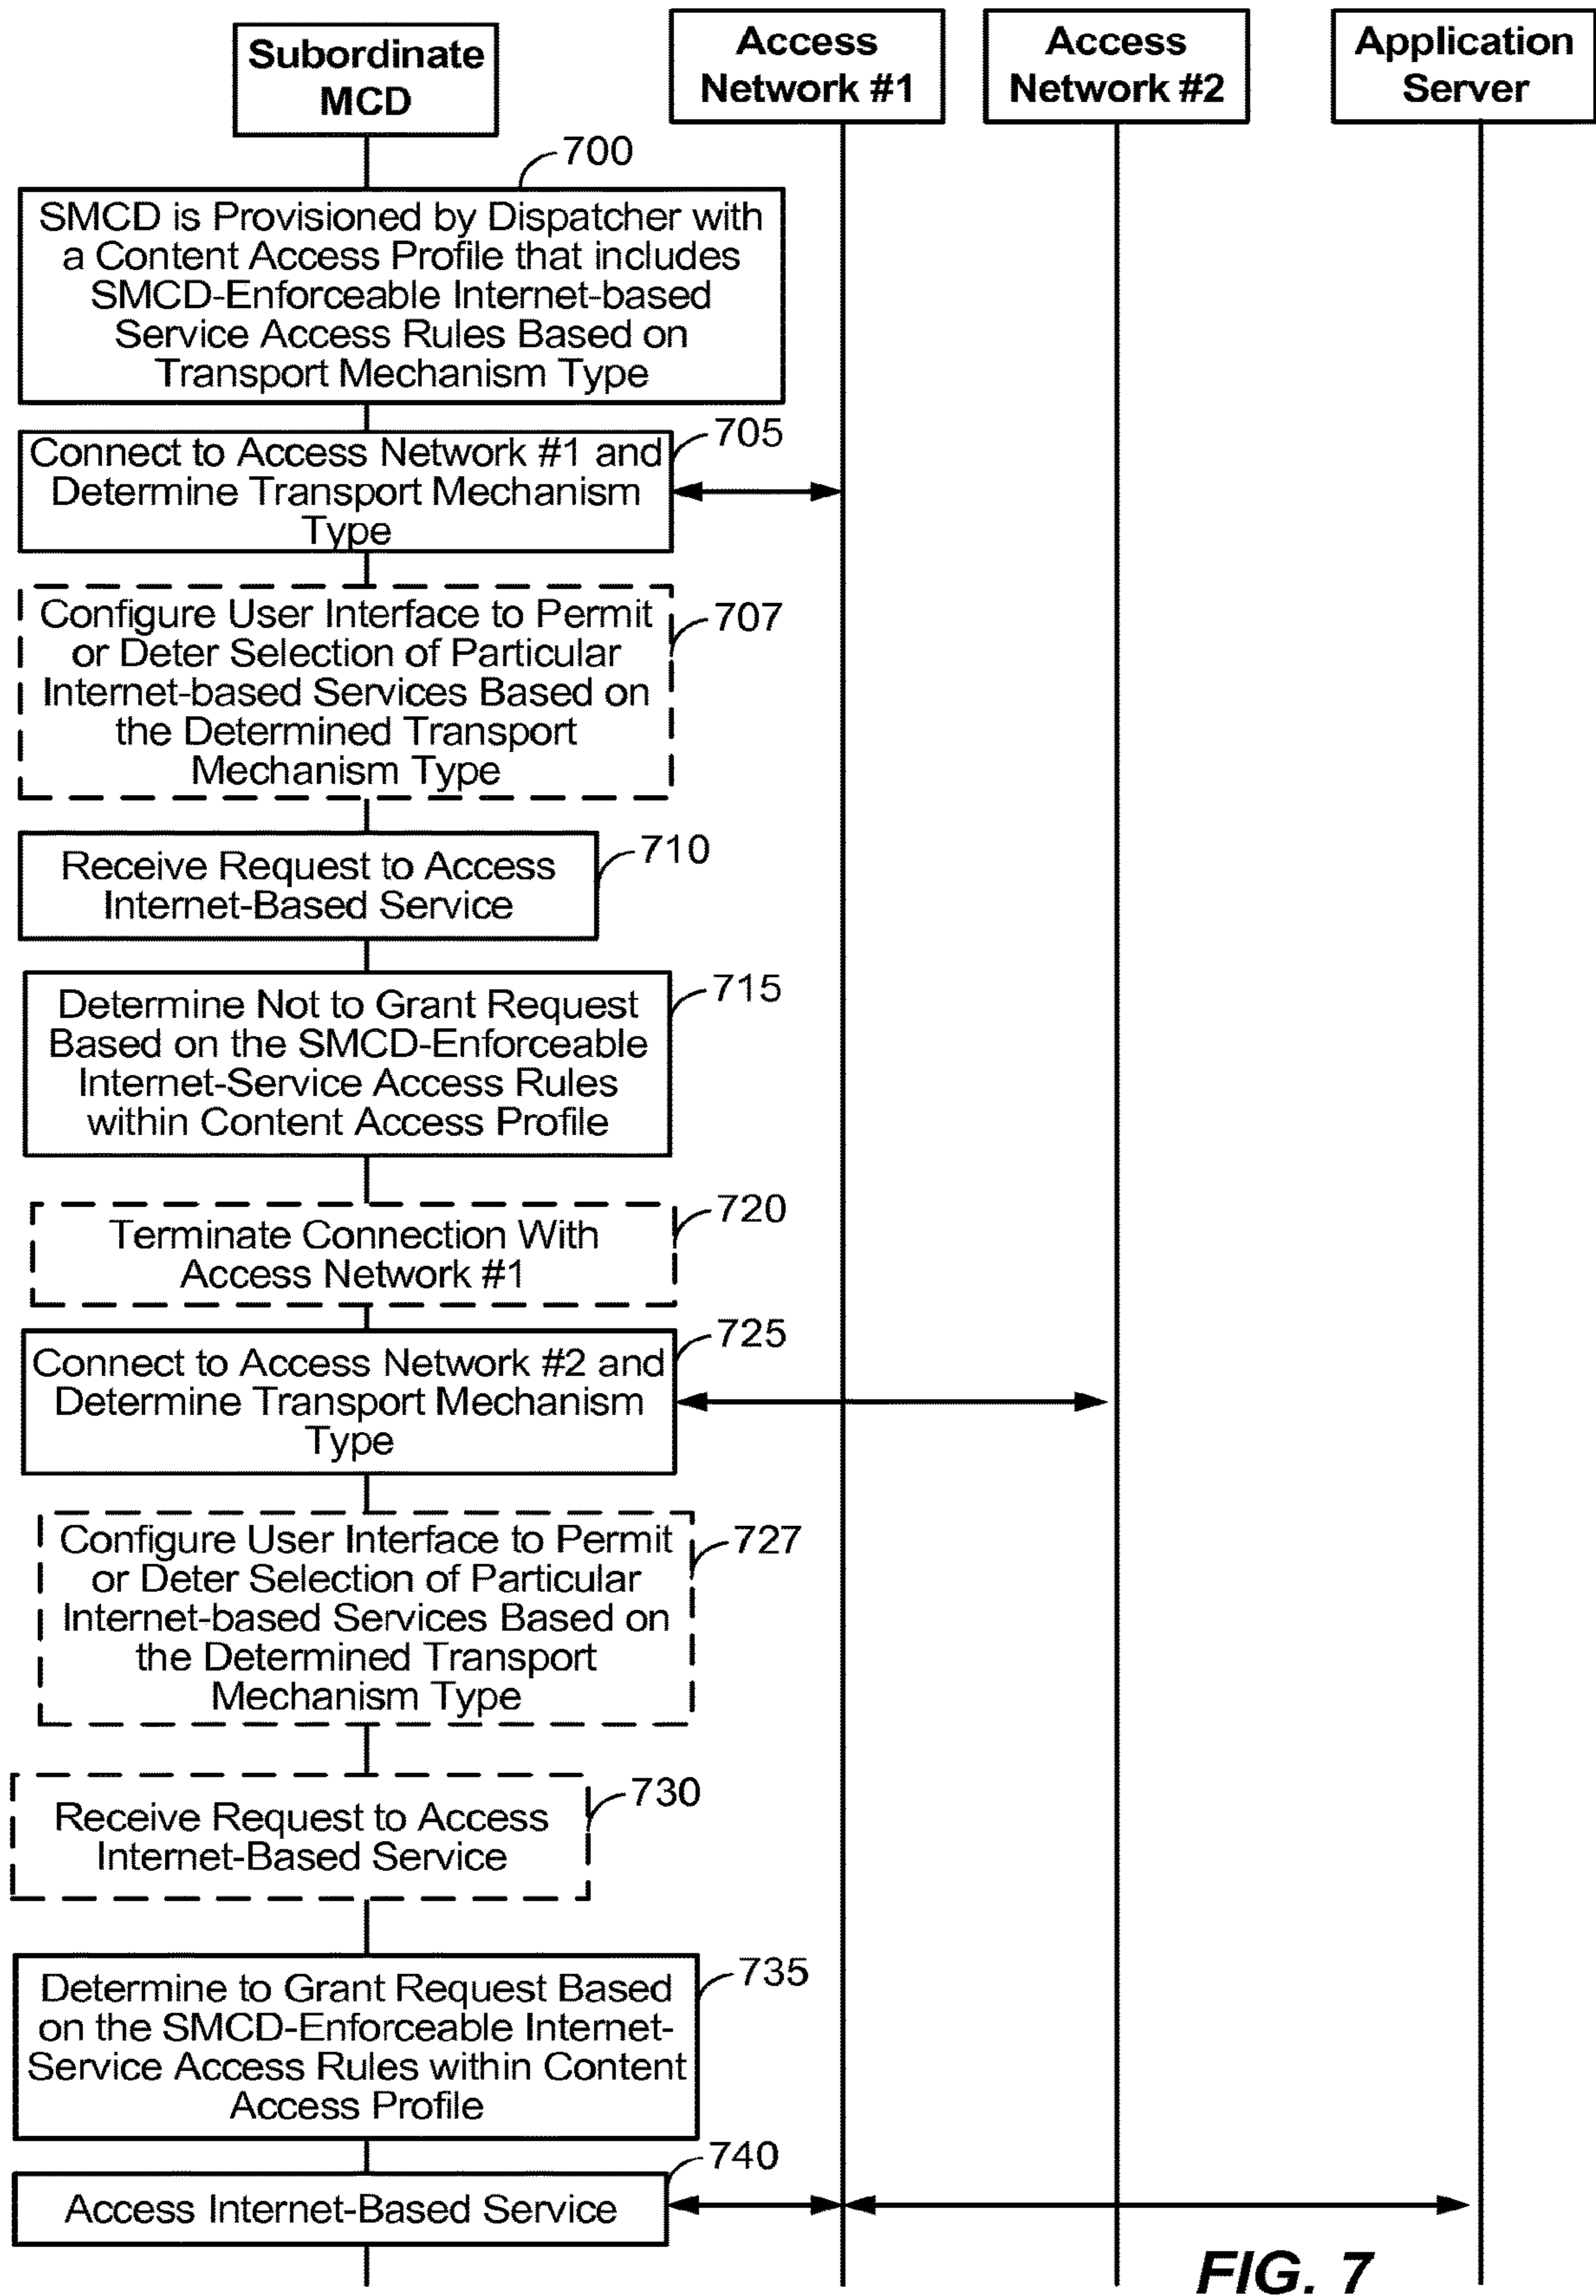 Subordinate
MCD
Access
Network #1
Access
Network #2
Application
Server
700
SMCD is Provisioned by Dispatcher with
a Content Access Profile that includes
SMCD-Enforceable Internet-based
Service Access Rules Based on
Transport Mechanism Type
705
Connect to Access Network #1 and
Determine Transport Mechanism
Type
707
Configure User Interface to Permit
or Deter Selection of Particular
Internet-based Services Based on
the Determined Transport
Mechanism Type
710
Receive Request to Access
Internet-Based Service
715
Determine Not to Grant Request
Based on the SMCD-Enforceable
Internet-Service Access Rules
within Content Access Profile
720
Terminate Connection With
Access Network #1
725
Connect to Access Network #2 and
Determine Transport Mechanism
Type
727
Configure User Interface to Permit
or Deter Selection of Particular
Internet-based Services Based on
the Determined Transport
Mechanism Type
730
Receive Request to Access
Internet-Based Service
735
Determine to Grant Request Based
on the SMCD-Enforceable Internet-
Service Access Rules within Content
Access Profile
740
Access Internet-Based Service
FIG. 7